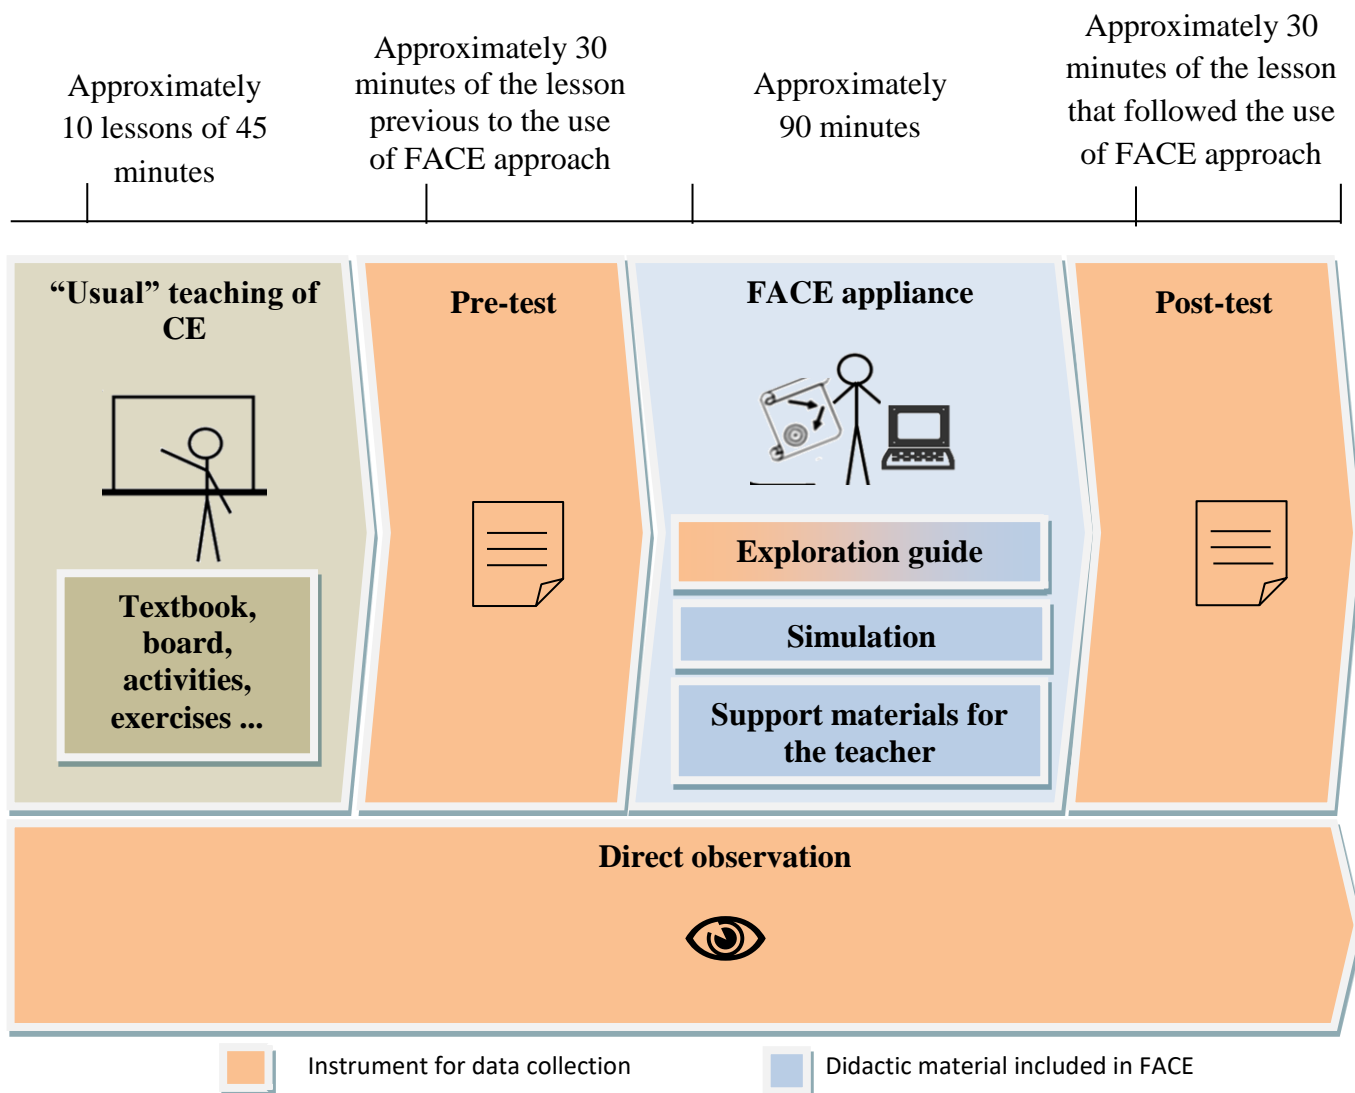 Approximately
10 lessons of 45
minutes
Approximately 30
minutes of the lesson
previous to the use
of FACE approach
Approximately
90 minutes
Approximately 30
minutes of the lesson
that followed the use
of FACE approach
“Usual” teaching of
CE
Pre-test
FACE appliance
Post-test
Textbook,
board,
activities,
exercises ...
Exploration guide
Simulation
Support materials for
the teacher
Direct observation
Instrument for data collection
Didactic material included in FACE